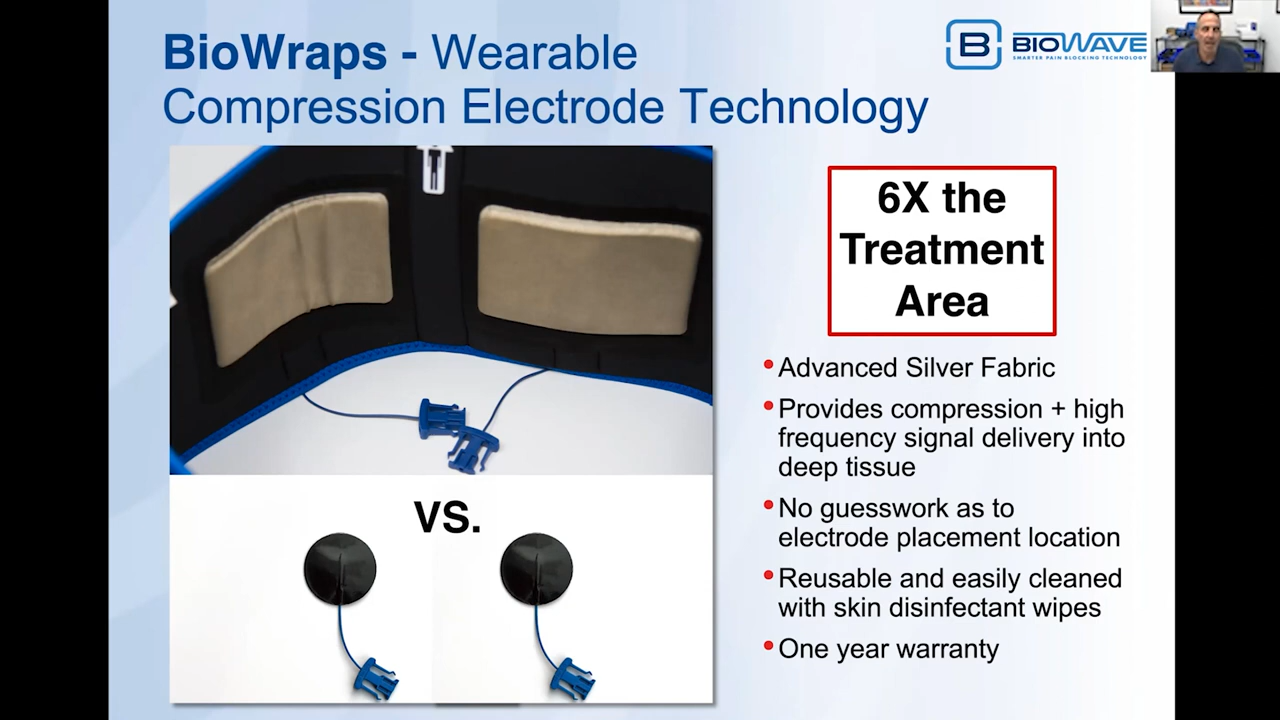 BioWraps - Wearable
Compression Electrode Technology
B BIOWAVE
SMARTER PAIN BLOCKING TECHNOLOGY
6X the
Treatment
Area
VS.
•Advanced Silver Fabric
•Provides compression + high
frequency signal delivery into
deep tissue
•No guesswork as to
electrode placement location
•Reusable and easily cleaned
with skin disinfectant wipes
•One year warranty